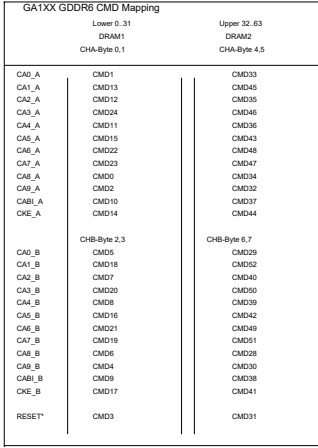 GA1XX GDDR6 CMD Mapping
Lower 0..31 Upper 32..63
DRAM1 DRAM2
CHA-Byte 0,1 CHA-Byte 4,5
CA0_A CMD1 CMD33
CA1_A CMD13 CMD45
CA2_A CMD12 CMD35
CA3_A CMD24 CMD46
CA4_A CMD11 CMD36
CA5_A CMD15 CMD43
CA6_A CMD22 CMD48
CA7_A CMD23 CMD47
CA8_A CMD0 CMD34
CA9_A CMD2 CMD32
CABI_A CMD10 CMD37
CKE_A CMD14 CMD44
CHB-Byte 2,3 CHB-Byte 6,7
CA0_B CMD5 CMD29
CA1_B CMD18 CMD52
CA2_B CMD7 CMD40
CA3_B CMD20 CMD50
CA4_B CMD8 CMD39
CA5_B CMD16 CMD42
CA6_B CMD21 CMD49
CA7_B CMD19 CMD51
CA8_B CMD6 CMD28
CA9_B CMD4 CMD30
CABI_B CMD9 CMD38
CKE_B CMD17 CMD41
RESET* CMD3 CMD31